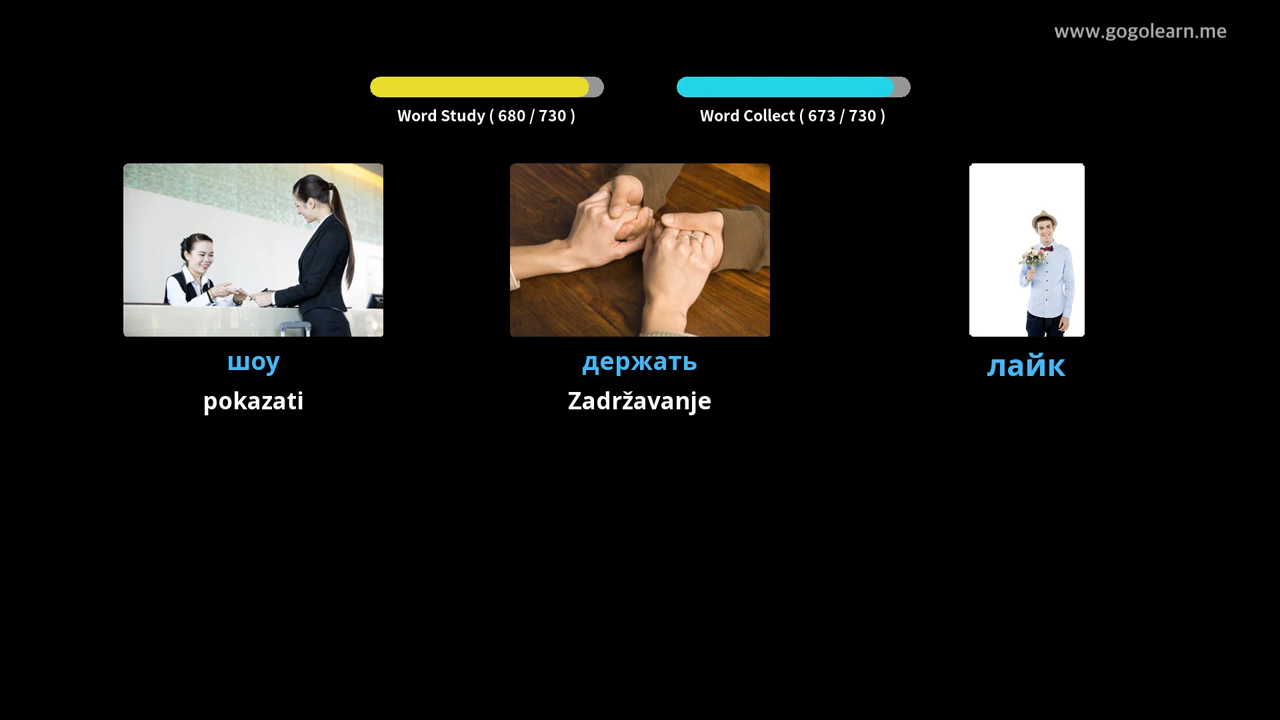 www.gogolearn.me
Word Study ( 680 / 730 )
Word Collect ( 673 / 730 )
шоу
pokazati
держать
Zadržavanje
лайк